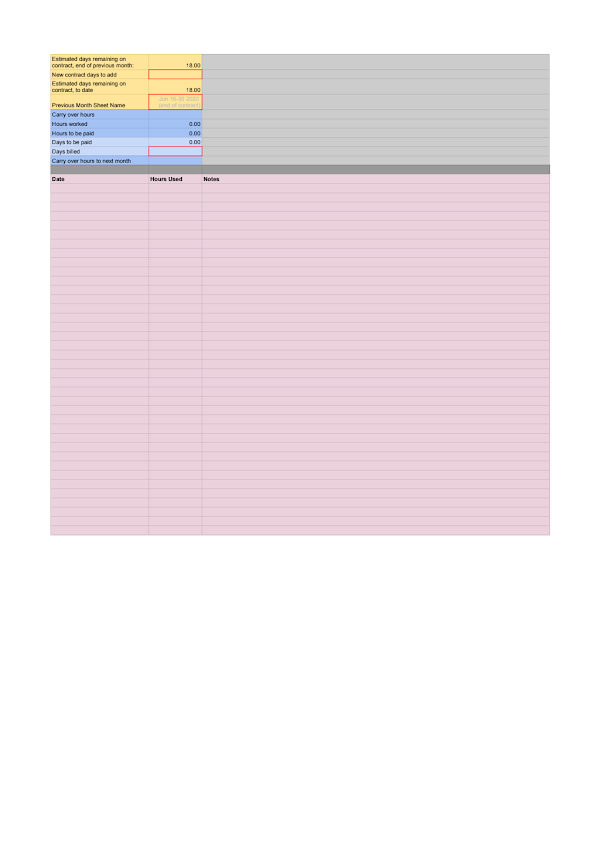 Estimated days remaining on
contract, end of previous month: 18.00
New contract days to add
Estimated days remaining on
contract, to date 18.00
Previous Month Sheet Name Jun 16-30 2022
(end of contract)
Carry over hours
Hours worked 0.00
Hours to be paid 0.00
Days to be paid 0.00
Days billed
Carry over hours to next month
Date Hours Used Notes